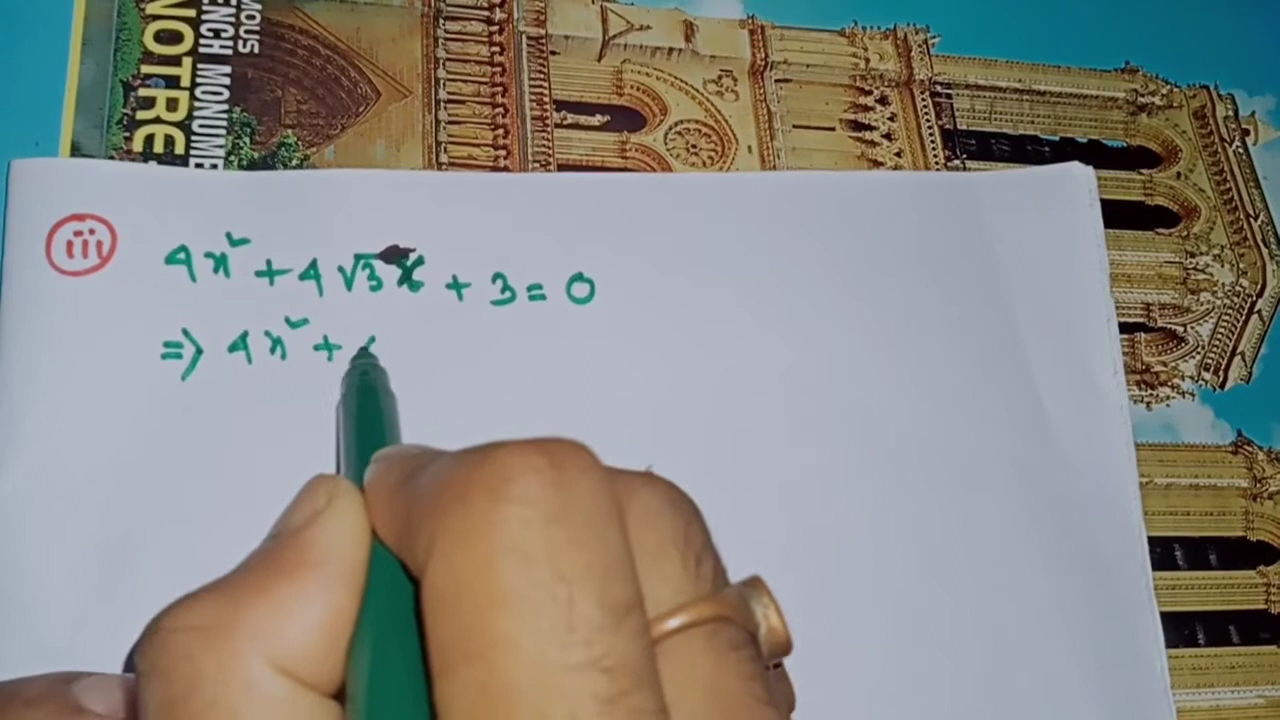 MOUS
ENCH MONUME
NOTRE
iii 4x² + 4√3x + 3 = 0
⇒ 4x² +